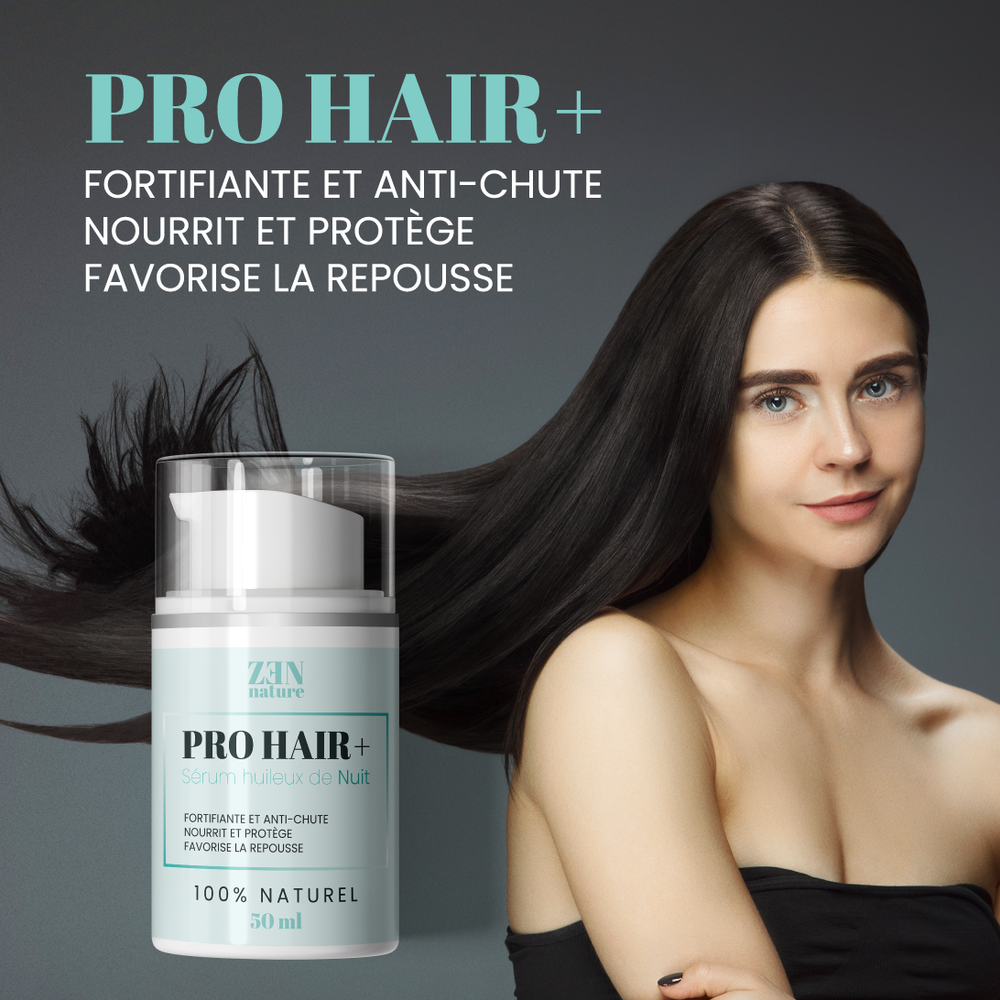 PRO HAIR+
FORTIFIANTE ET ANTI-CHUTE
NOURRIT ET PROTÈGE
FAVORISE LA REPOUSSE
ZEN
nature
PRO HAIR+
Sérum huileux de Nuit
FORTIFIANTE ET ANTI-CHUTE
NOURRIT ET PROTÈGE
FAVORISE LA REPOUSSE
100% NATUREL
50 ml